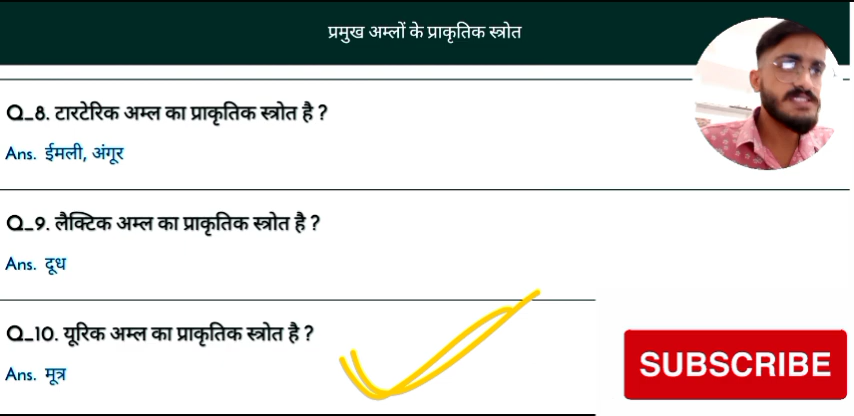 प्रमुख अम्लों के प्राकृतिक स्त्रोत
Q_8. टारटेरिक अम्ल का प्राकृतिक स्त्रोत है ?
Ans. ईमली, अंगूर
Q_9. लैक्टिक अम्ल का प्राकृतिक स्त्रोत है ?
Ans. दूध
Q_10. यूरिक अम्ल का प्राकृतिक स्त्रोत है ?
Ans. मूत्र
SUBSCRIBE